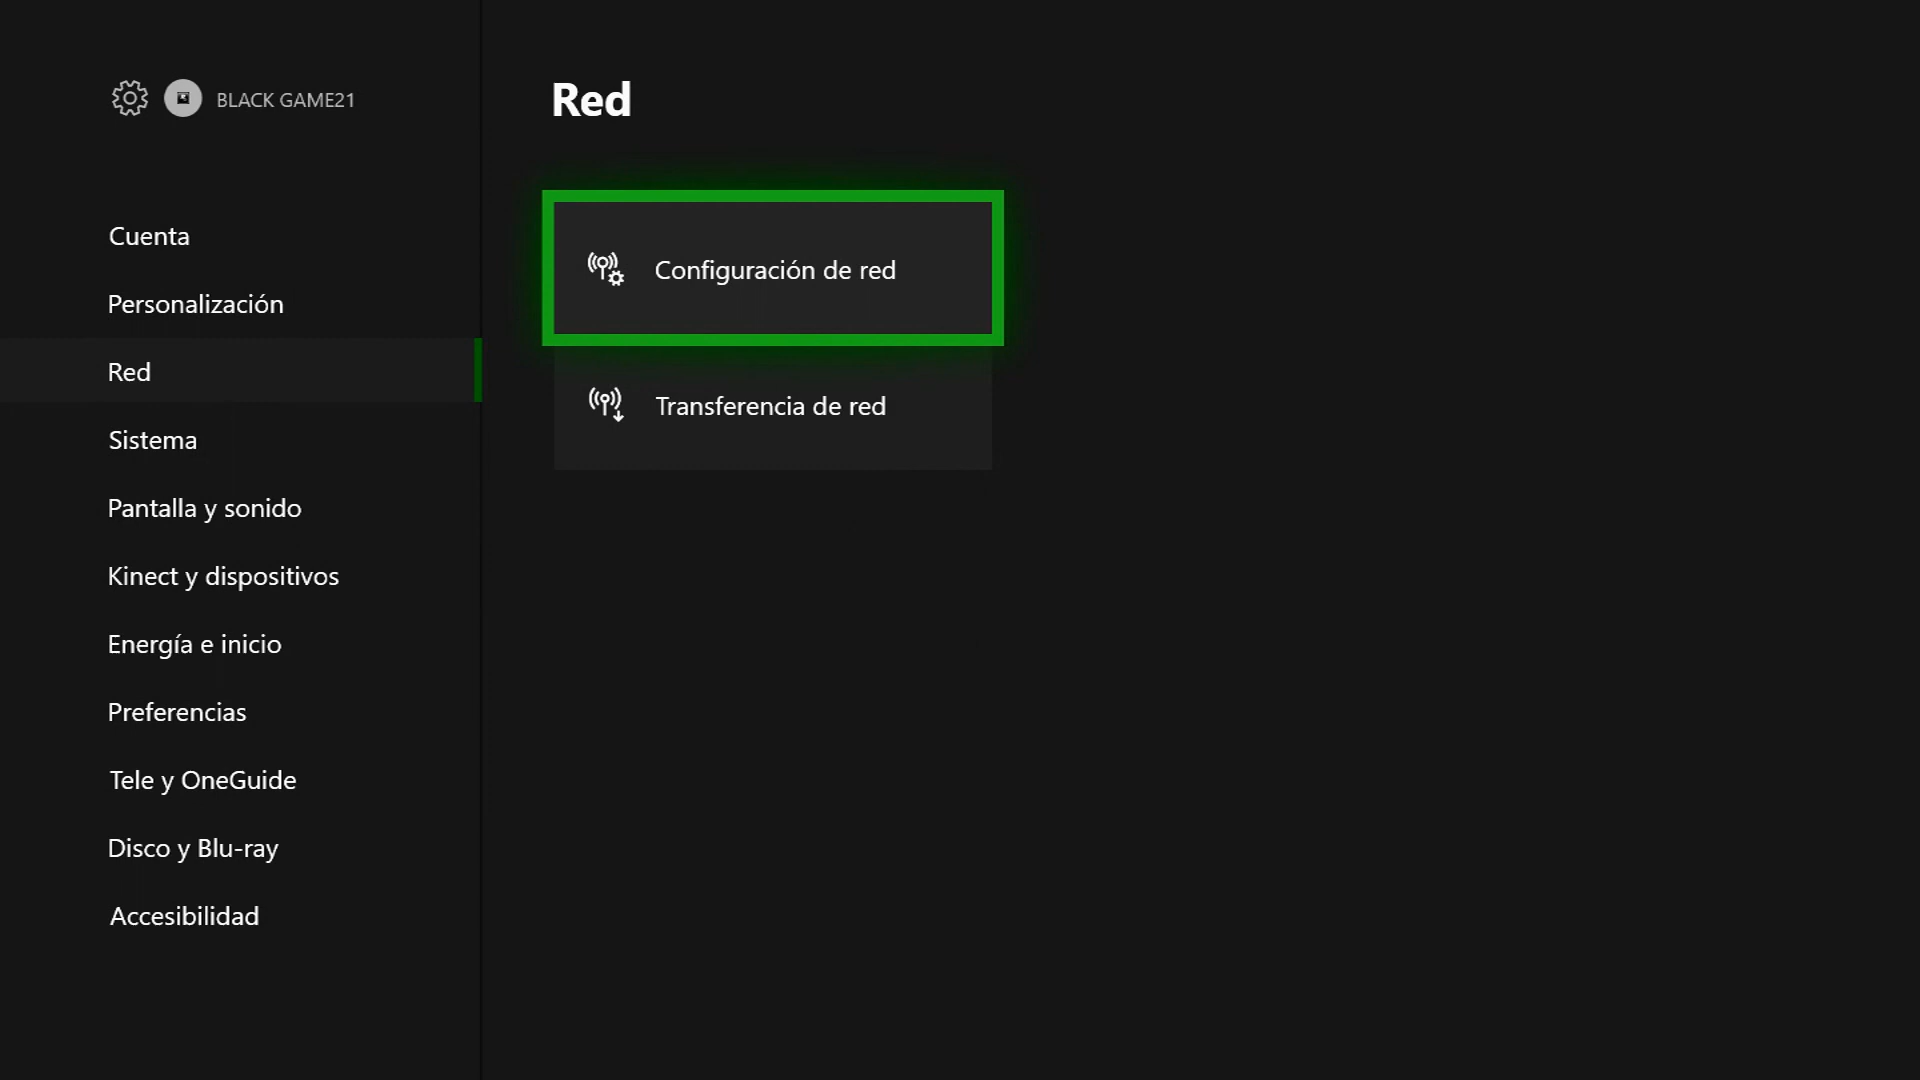 BLACK GAME21
Cuenta
Personalización
Red
Sistema
Pantalla y sonido
Kinect y dispositivos
Energía e inicio
Preferencias
Tele y OneGuide
Disco y Blu-ray
Accesibilidad
Red
Configuración de red
Transferencia de red